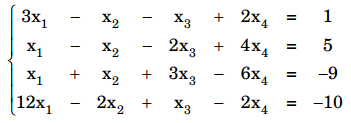 3x₁ − x₂ − x₃ + 2x₄ = 1
x₁ − x₂ − 2x₃ + 4x₄ = 5
x₁ + x₂ + 3x₃ − 6x₄ = −9
12x₁ − 2x₂ + x₃ − 2x₄ = −10